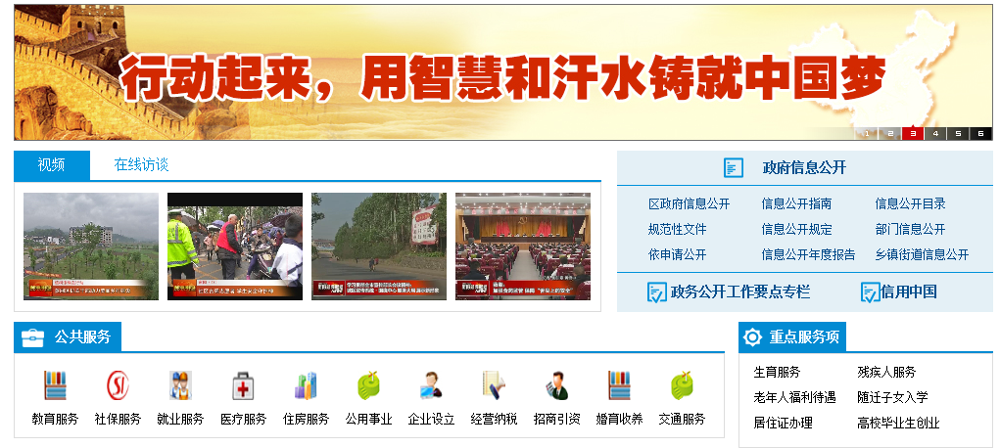 行动起来，用智慧和汗水铸就中国梦
1 2 3 4 5 6
视频 在线访谈
政府信息公开
区政府信息公开 信息公开指南 信息公开目录
规范性文件 信息公开规定 部门信息公开
依申请公开 信息公开年度报告 乡镇街道信息公开
政务公开工作要点专栏 信用中国
公共服务
教育服务 社保服务 就业服务 医疗服务 住房服务 公用事业 企业设立 经营纳税 招商引资 婚育收养 交通服务
重点服务项
生育服务 残疾人服务
老年人福利待遇 随迁子女入学
居住证办理 高校毕业生创业